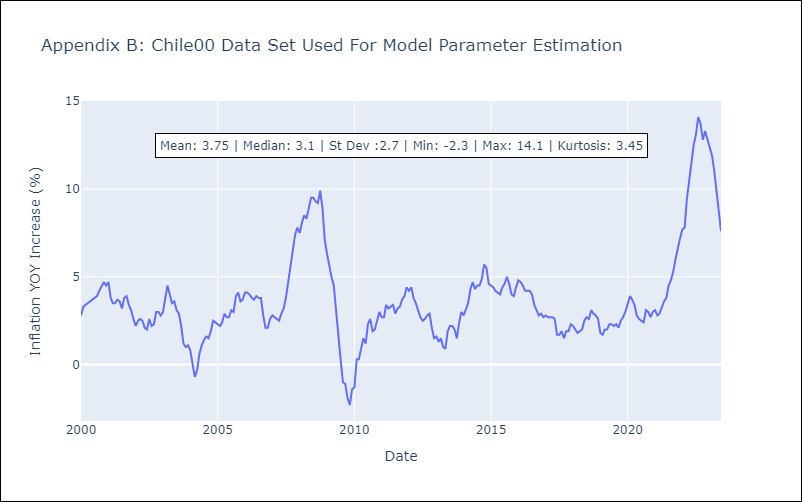 Appendix B: Chile00 Data Set Used For Model Parameter Estimation
15
Mean: 3.75 | Median: 3.1 | St Dev :2.7 | Min: -2.3 | Max: 14.1 | Kurtosis: 3.45
10
Inflation YOY Increase (%)
5
0
2000 2005 2010 2015 2020
Date